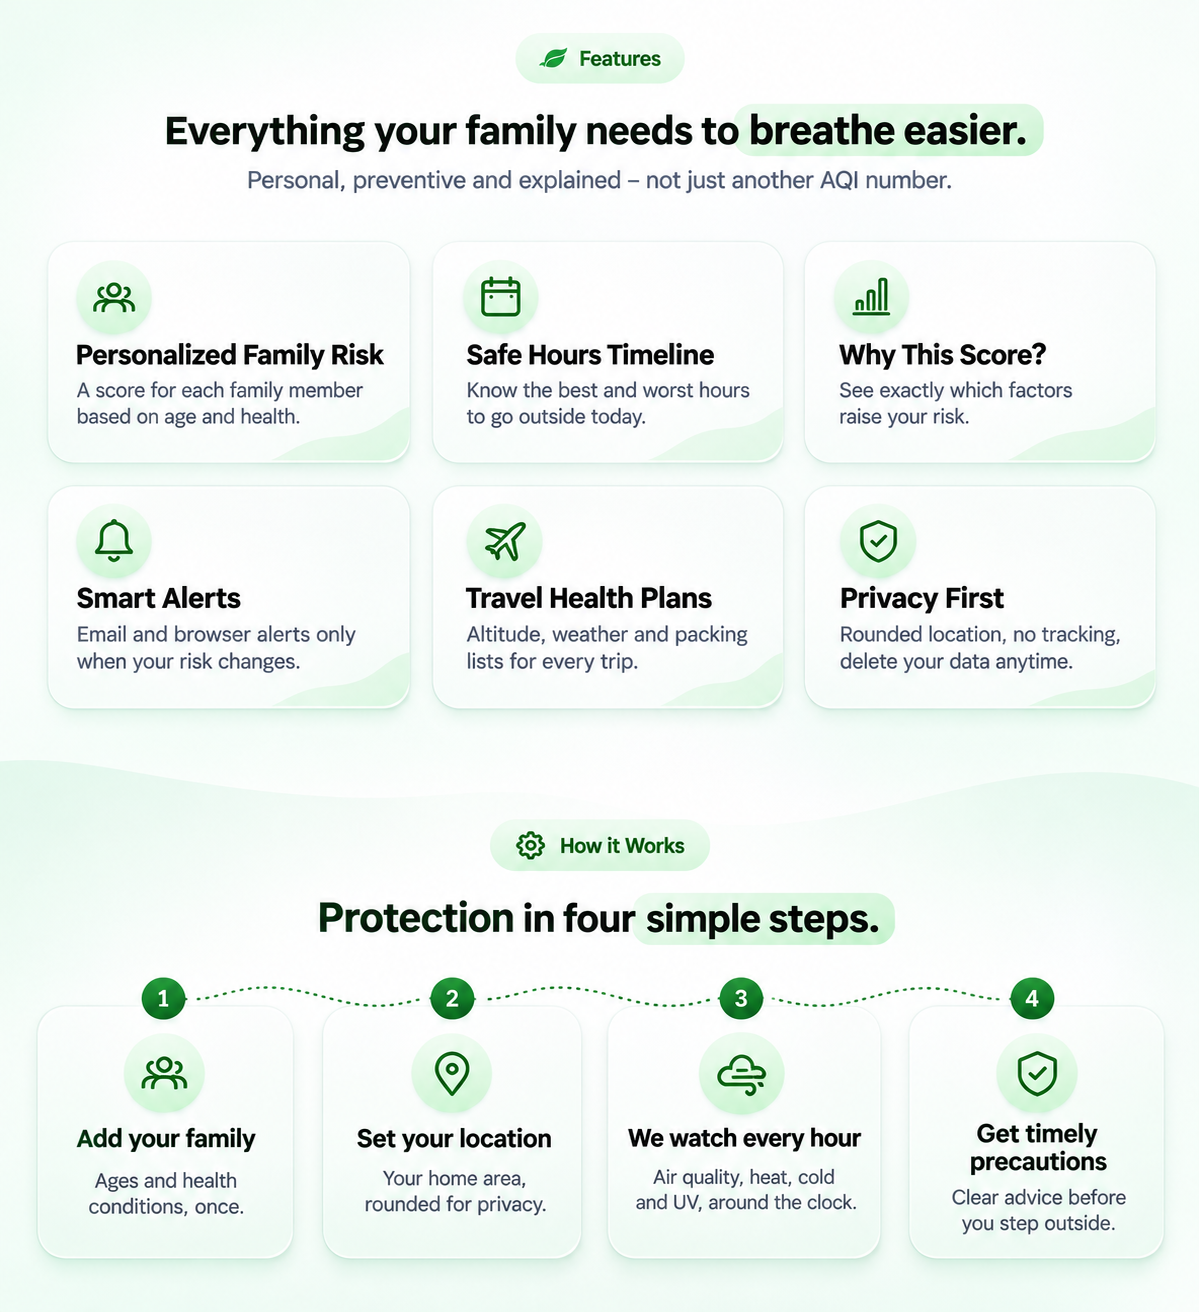 Features
Everything your family needs to breathe easier.
Personal, preventive and explained – not just another AQI number.
Personalized Family Risk
A score for each family member
based on age and health.
Safe Hours Timeline
Know the best and worst hours
to go outside today.
Why This Score?
See exactly which factors
raise your risk.
Smart Alerts
Email and browser alerts only
when your risk changes.
Travel Health Plans
Altitude, weather and packing
lists for every trip.
Privacy First
Rounded location, no tracking,
delete your data anytime.
How it Works
Protection in four simple steps.
1
Add your family
Ages and health
conditions, once.
2
Set your location
Your home area,
rounded for privacy.
3
We watch every hour
Air quality, heat, cold
and UV, around the clock.
4
Get timely
precautions
Clear advice before
you step outside.